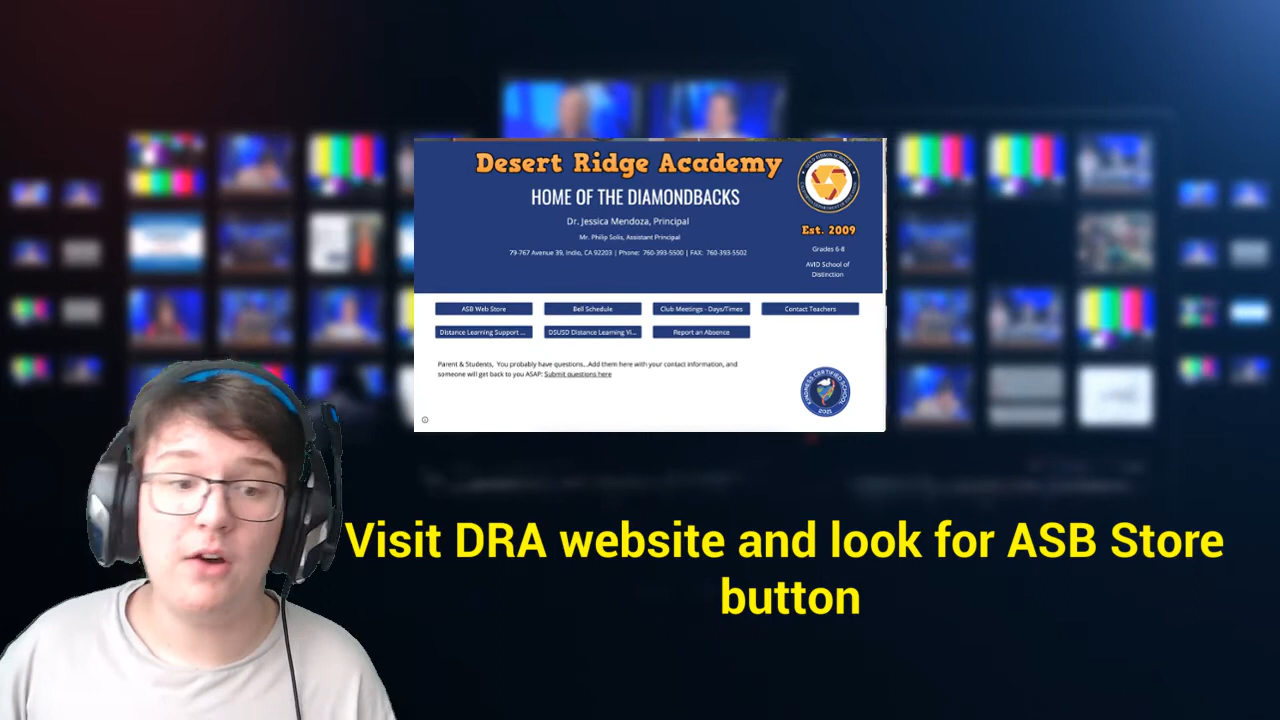 Desert Ridge Academy
HOME OF THE DIAMONDBACKS
Dr. Jessica Mendoza, Principal
Mr. Philip Solis, Assistant Principal
79-767 Avenue 39, Indio, CA 92203 | Phone: 760-393-5500 | FAX: 760-393-5502
Est. 2009
Grades 6-8
AVID School of
Distinction
ASB Web Store
Bell Schedule
Club Meetings - Days/Times
Contact Teachers
Distance Learning Support ...
DSUSD Distance Learning Vi...
Report an Absence
Parent & Students, You probably have questions...Add them here with your contact information, and
someone will get back to you ASAP: Submit questions here
KINDNESS CERTIFIED SCHOOL
Visit DRA website and look for ASB Store
button